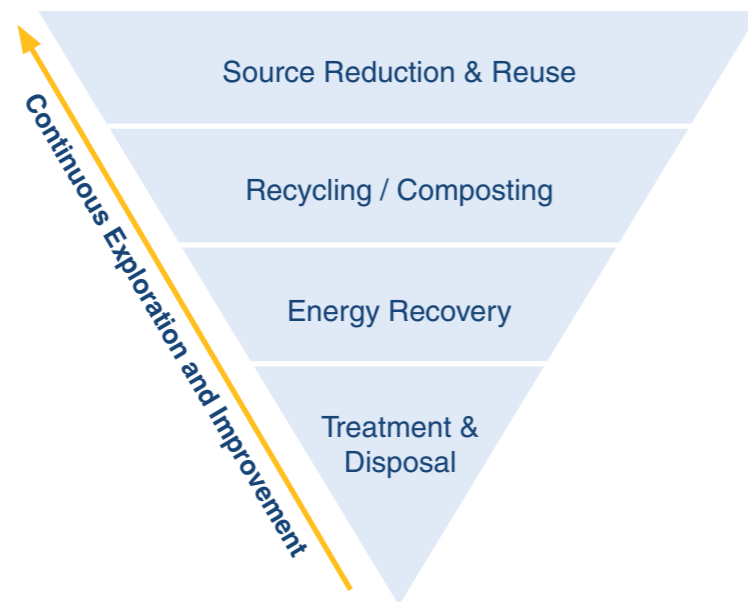 Source Reduction & Reuse
Recycling / Composting
Energy Recovery
Treatment &
Disposal
Continuous Exploration and Improvement